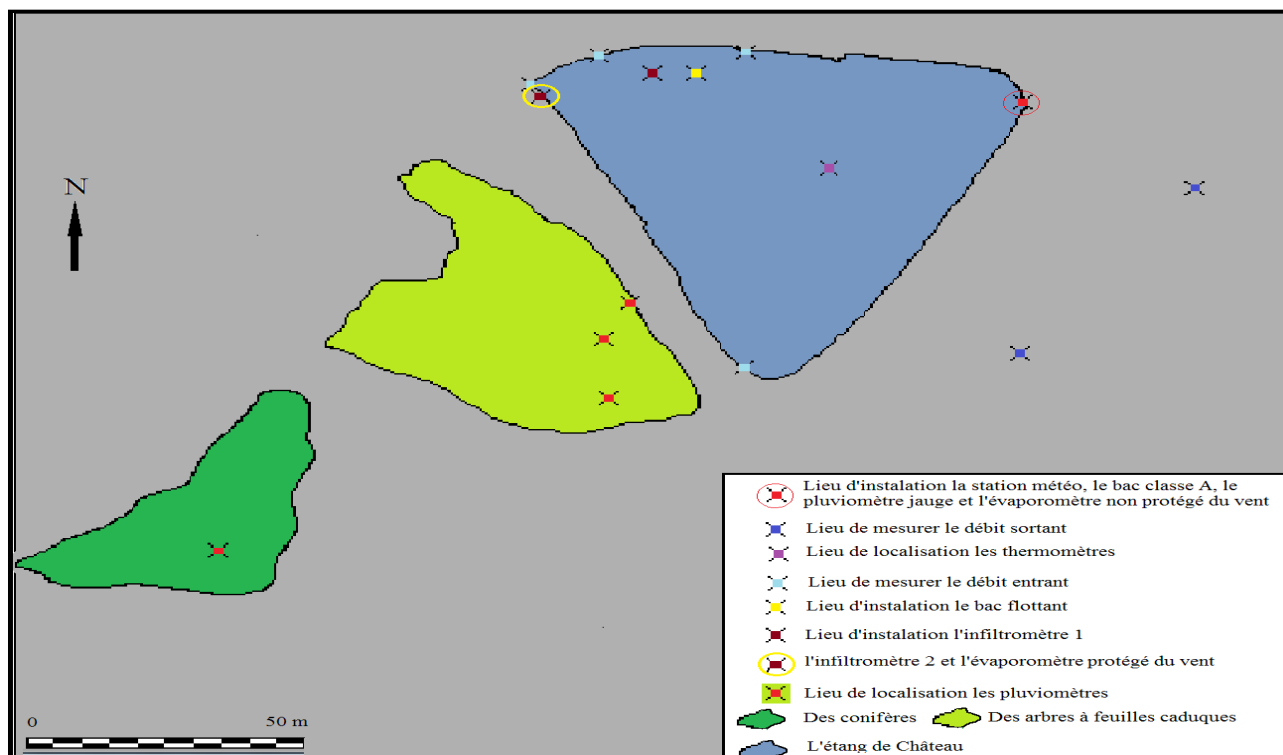 N
Lieu d'instalation la station météo, le bac classe A, le
pluviomètre jauge et l'évaporomètre non protégé du vent
Lieu de mesurer le débit sortant
Lieu de localisation les thermomètres
Lieu de mesurer le débit entrant
Lieu d'instalation le bac flottant
Lieu d'instalation l'infiltromètre 1
l'infiltromètre 2 et l'évaporomètre protégé du vent
Lieu de localisation les pluviomètres
Des conifères Des arbres à feuilles caduques
L'étang de Château
0 50 m